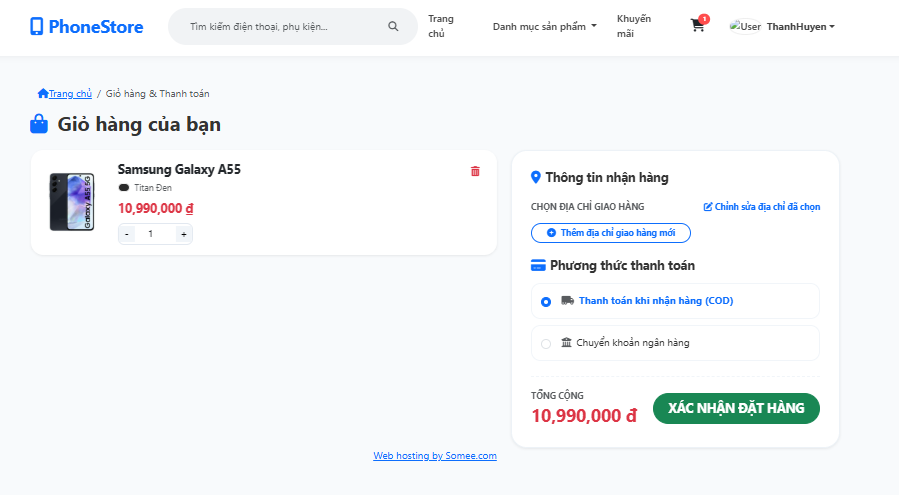 PhoneStore
Tìm kiếm điện thoại, phụ kiện...
Trang
chủ
Danh mục sản phẩm
Khuyến
mãi
1
User
ThanhHuyen
Trang chủ / Giỏ hàng & Thanh toán
Giỏ hàng của bạn
Samsung Galaxy A55
Titan Đen
10,990,000 ₫
- 1 +
Galaxy A55 5G
Thông tin nhận hàng
CHỌN ĐỊA CHỈ GIAO HÀNG
Chỉnh sửa địa chỉ đã chọn
Thêm địa chỉ giao hàng mới
Phương thức thanh toán
Thanh toán khi nhận hàng (COD)
Chuyển khoản ngân hàng
TỔNG CỘNG
10,990,000 đ
XÁC NHẬN ĐẶT HÀNG
Web hosting by Somee.com